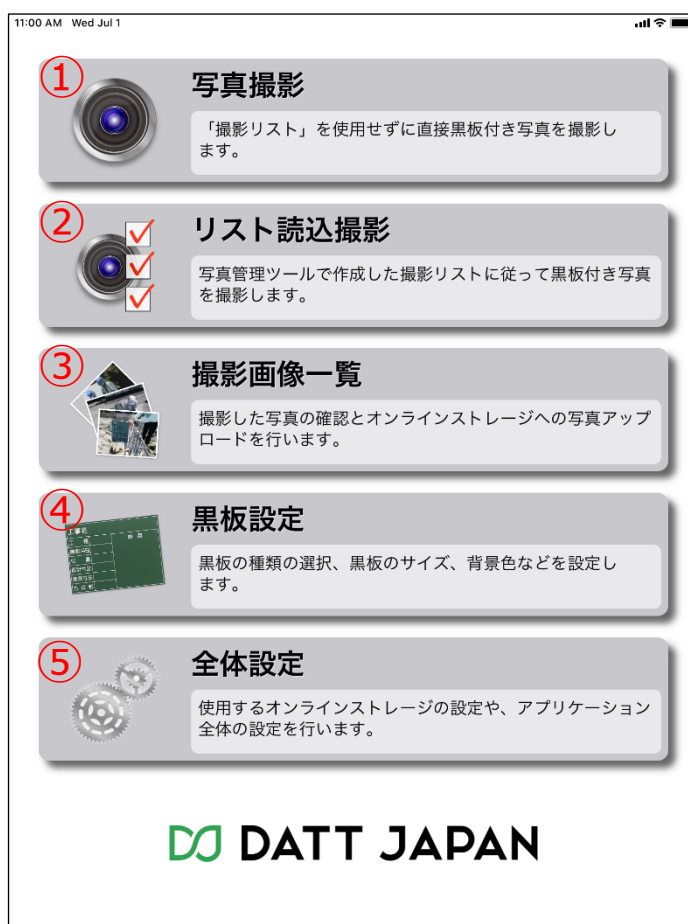 11:00 AM Wed Jul 1
①
写真撮影
「撮影リスト」を使用せずに直接黒板付き写真を撮影し
ます。
②
リスト読込撮影
写真管理ツールで作成した撮影リストに従って黒板付き写真
を撮影します。
③
撮影画像一覧
撮影した写真の確認とオンラインストレージへの写真アップ
ロードを行います。
④
黒板設定
黒板の種類の選択、黒板のサイズ、背景色などを設定し
ます。
⑤
全体設定
使用するオンラインストレージの設定や、アプリケーション
全体の設定を行います。
DATT JAPAN